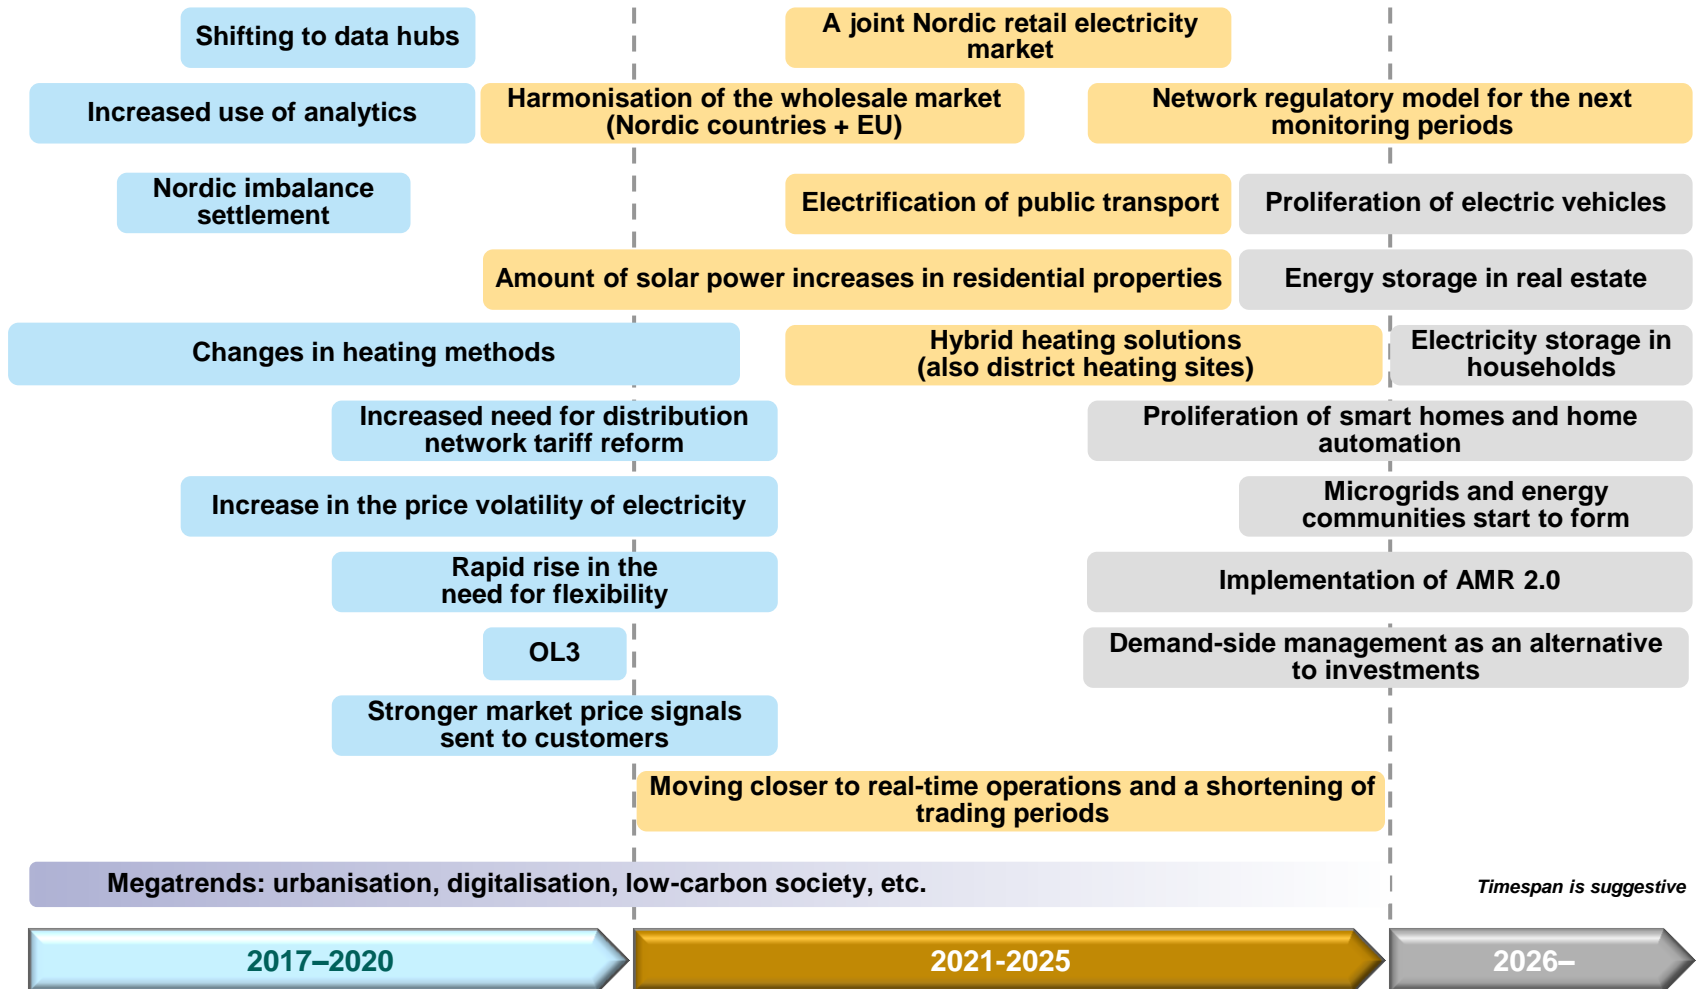 Shifting to data hubs
A joint Nordic retail electricity
market
Increased use of analytics
Harmonisation of the wholesale market
(Nordic countries + EU)
Network regulatory model for the next
monitoring periods
Nordic imbalance
settlement
Electrification of public transport
Proliferation of electric vehicles
Amount of solar power increases in residential properties
Energy storage in real estate
Changes in heating methods
Hybrid heating solutions
(also district heating sites)
Electricity storage in
households
Increased need for distribution
network tariff reform
Proliferation of smart homes and home
automation
Increase in the price volatility of electricity
Microgrids and energy
communities start to form
Rapid rise in the
need for flexibility
Implementation of AMR 2.0
OL3
Demand-side management as an alternative
to investments
Stronger market price signals
sent to customers
Moving closer to real-time operations and a shortening of
trading periods
Megatrends: urbanisation, digitalisation, low-carbon society, etc.
Timespan is suggestive
2017–2020
2021-2025
2026–